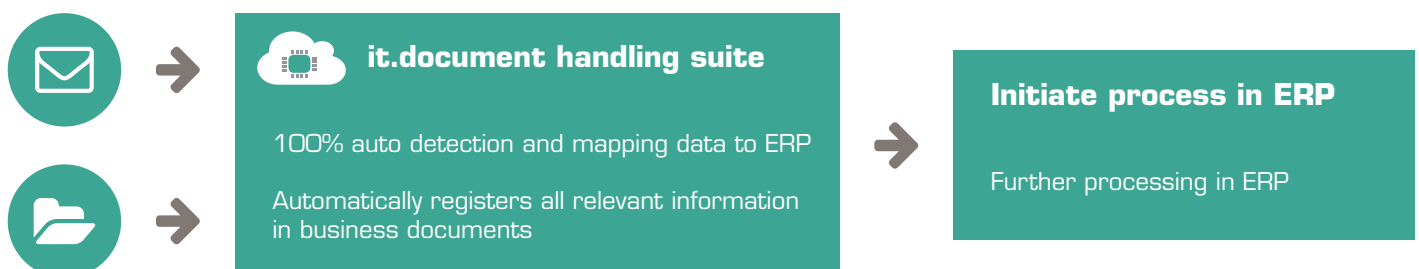 it.document handling suite
100% auto detection and mapping data to ERP
Automatically registers all relevant information
in business documents
Initiate process in ERP
Further processing in ERP